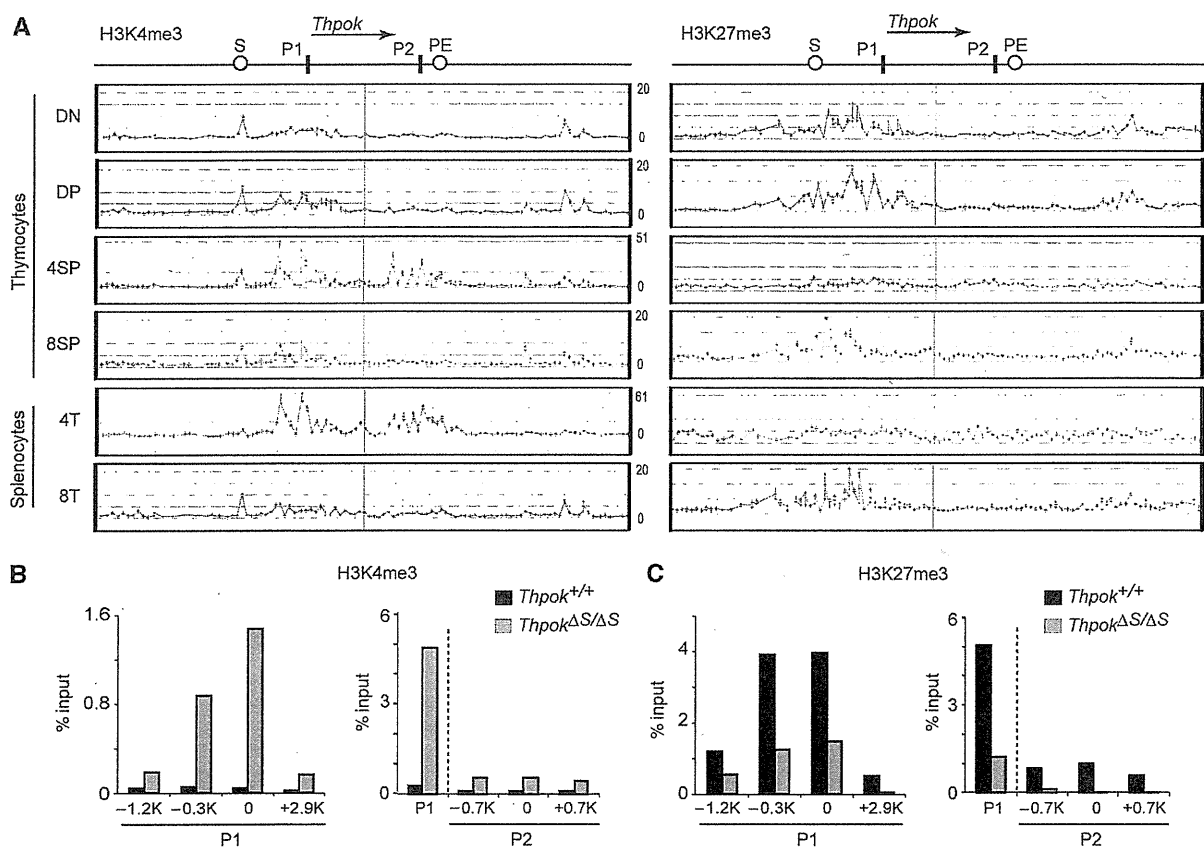 A
H3K4me3
Thpok
S P1 P2 PE
H3K27me3
Thpok
S P1 P2 PE
Thymocytes
Splenocytes
DN
20
0
DP
20
0
4SP
51
0
8SP
20
0
4T
61
0
8T
20
0
B
H3K4me3
Thpok+/+
ThpokΔS/ΔS
% input
1.6
0.8
0
−1.2K −0.3K 0 +2.9K
P1
% input
6
3
0
P1 −0.7K 0 +0.7K
P2
C
H3K27me3
Thpok+/+
ThpokΔS/ΔS
% input
4
2
0
−1.2K −0.3K 0 +2.9K
P1
% input
6
3
0
P1 −0.7K 0 +0.7K
P2